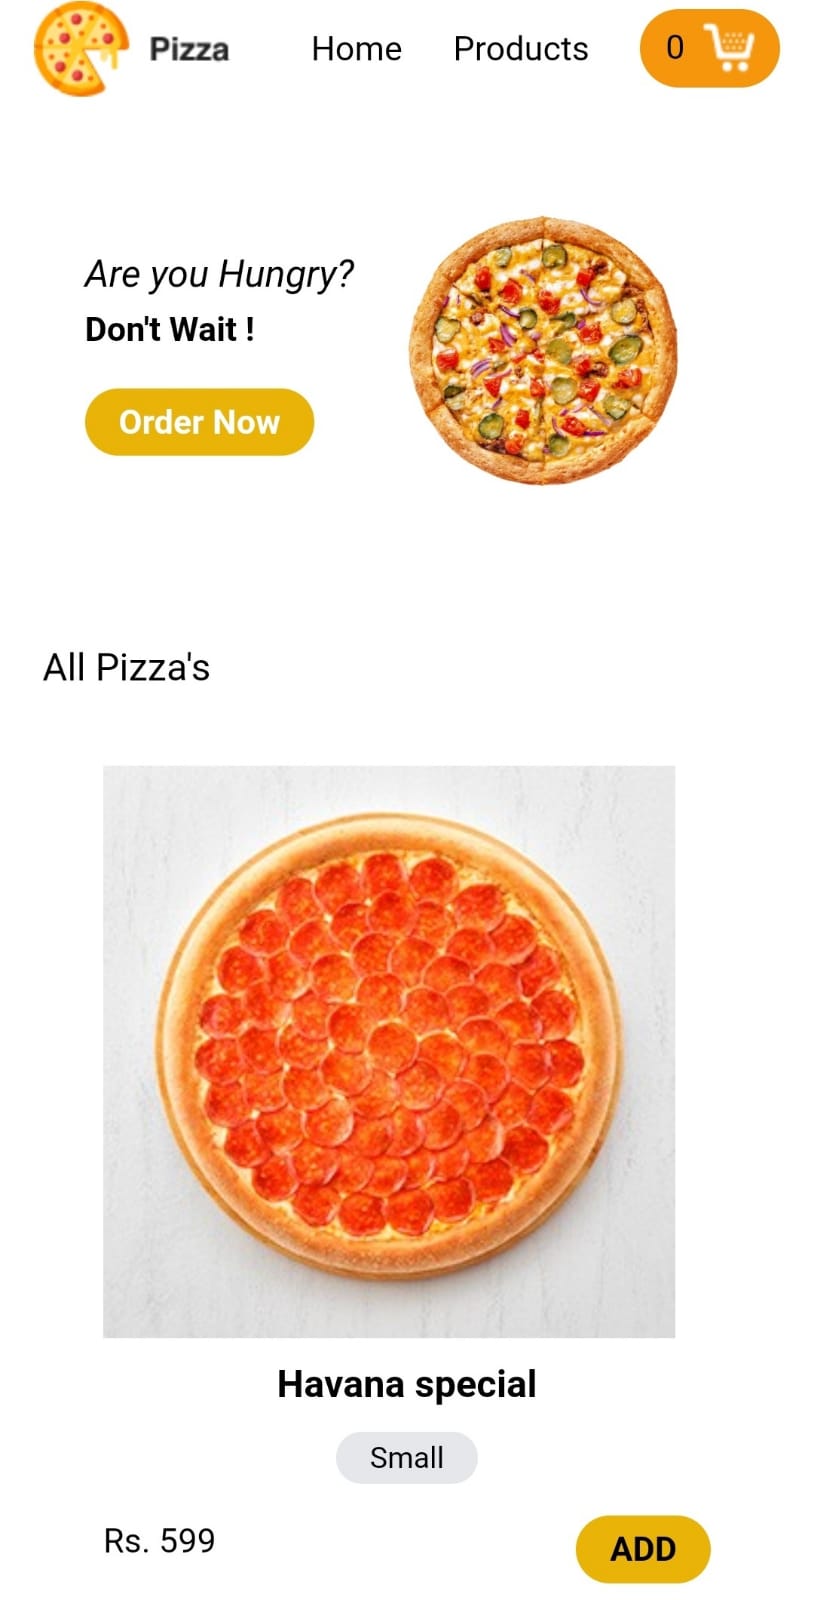 Pizza Home Products 0
Are you Hungry?
Don't Wait !
Order Now
All Pizza's
Havana special
Small
Rs. 599 ADD